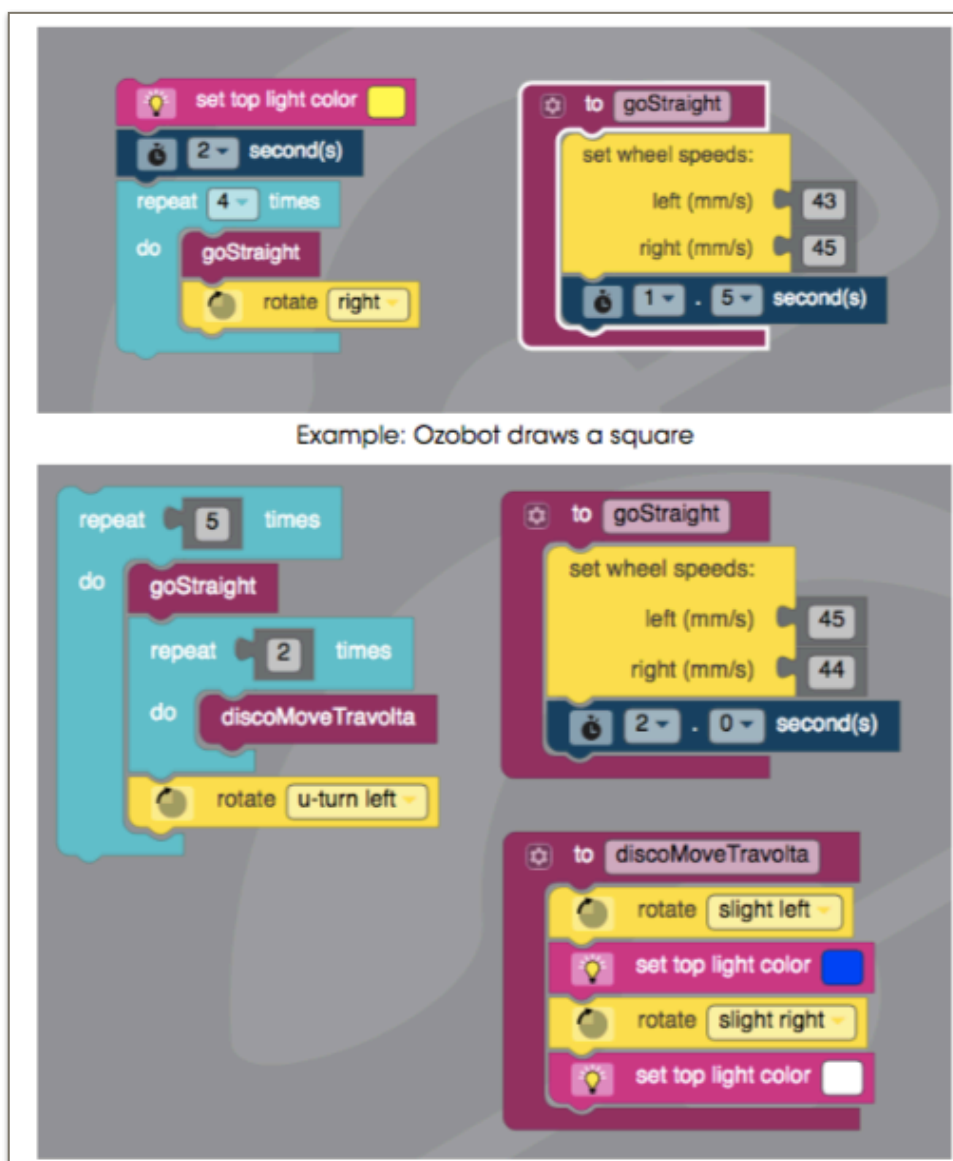 set top light color
2 second(s)
repeat 4 times
do goStraight
rotate right
to goStraight
set wheel speeds:
left (mm/s) 43
right (mm/s) 45
1 . 5 second(s)
Example: Ozobot draws a square
repeat 5 times
do goStraight
repeat 2 times
do discoMoveTravolta
rotate u-turn left
to goStraight
set wheel speeds:
left (mm/s) 45
right (mm/s) 44
2 . 0 second(s)
to discoMoveTravolta
rotate slight left
set top light color
rotate slight right
set top light color